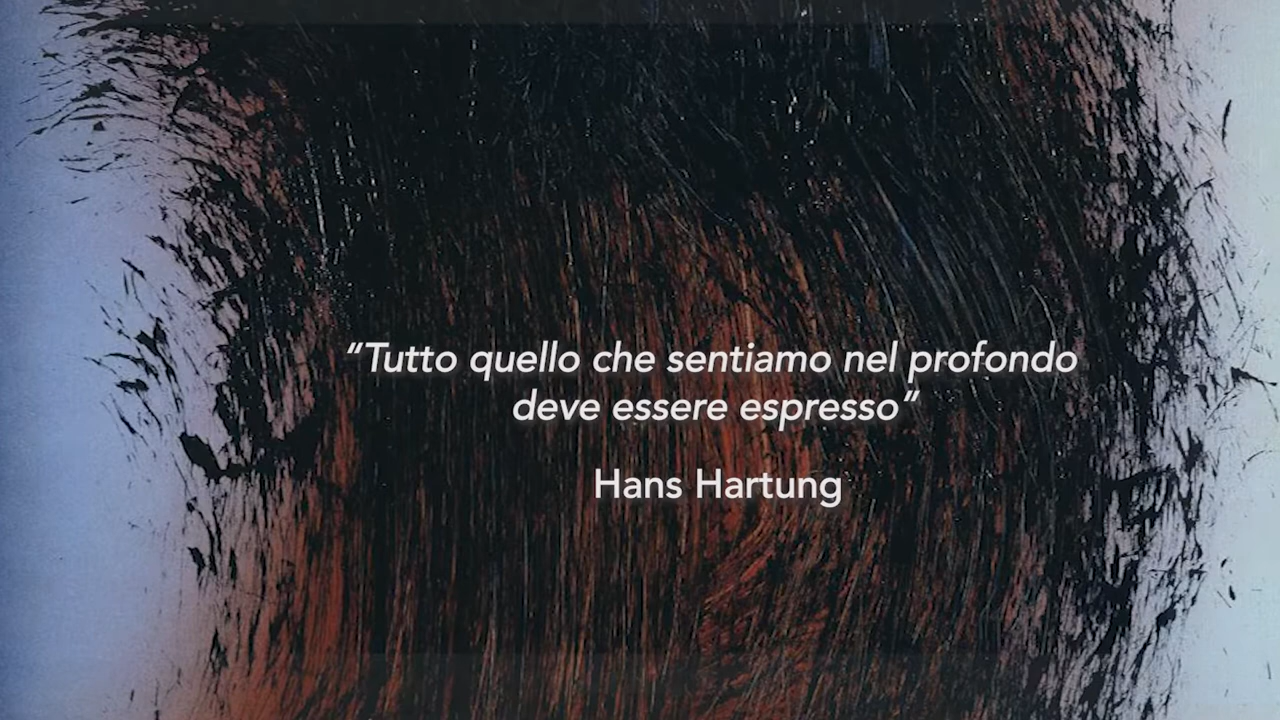 “Tutto quello che sentiamo nel profondo
deve essere espresso”
Hans Hartung